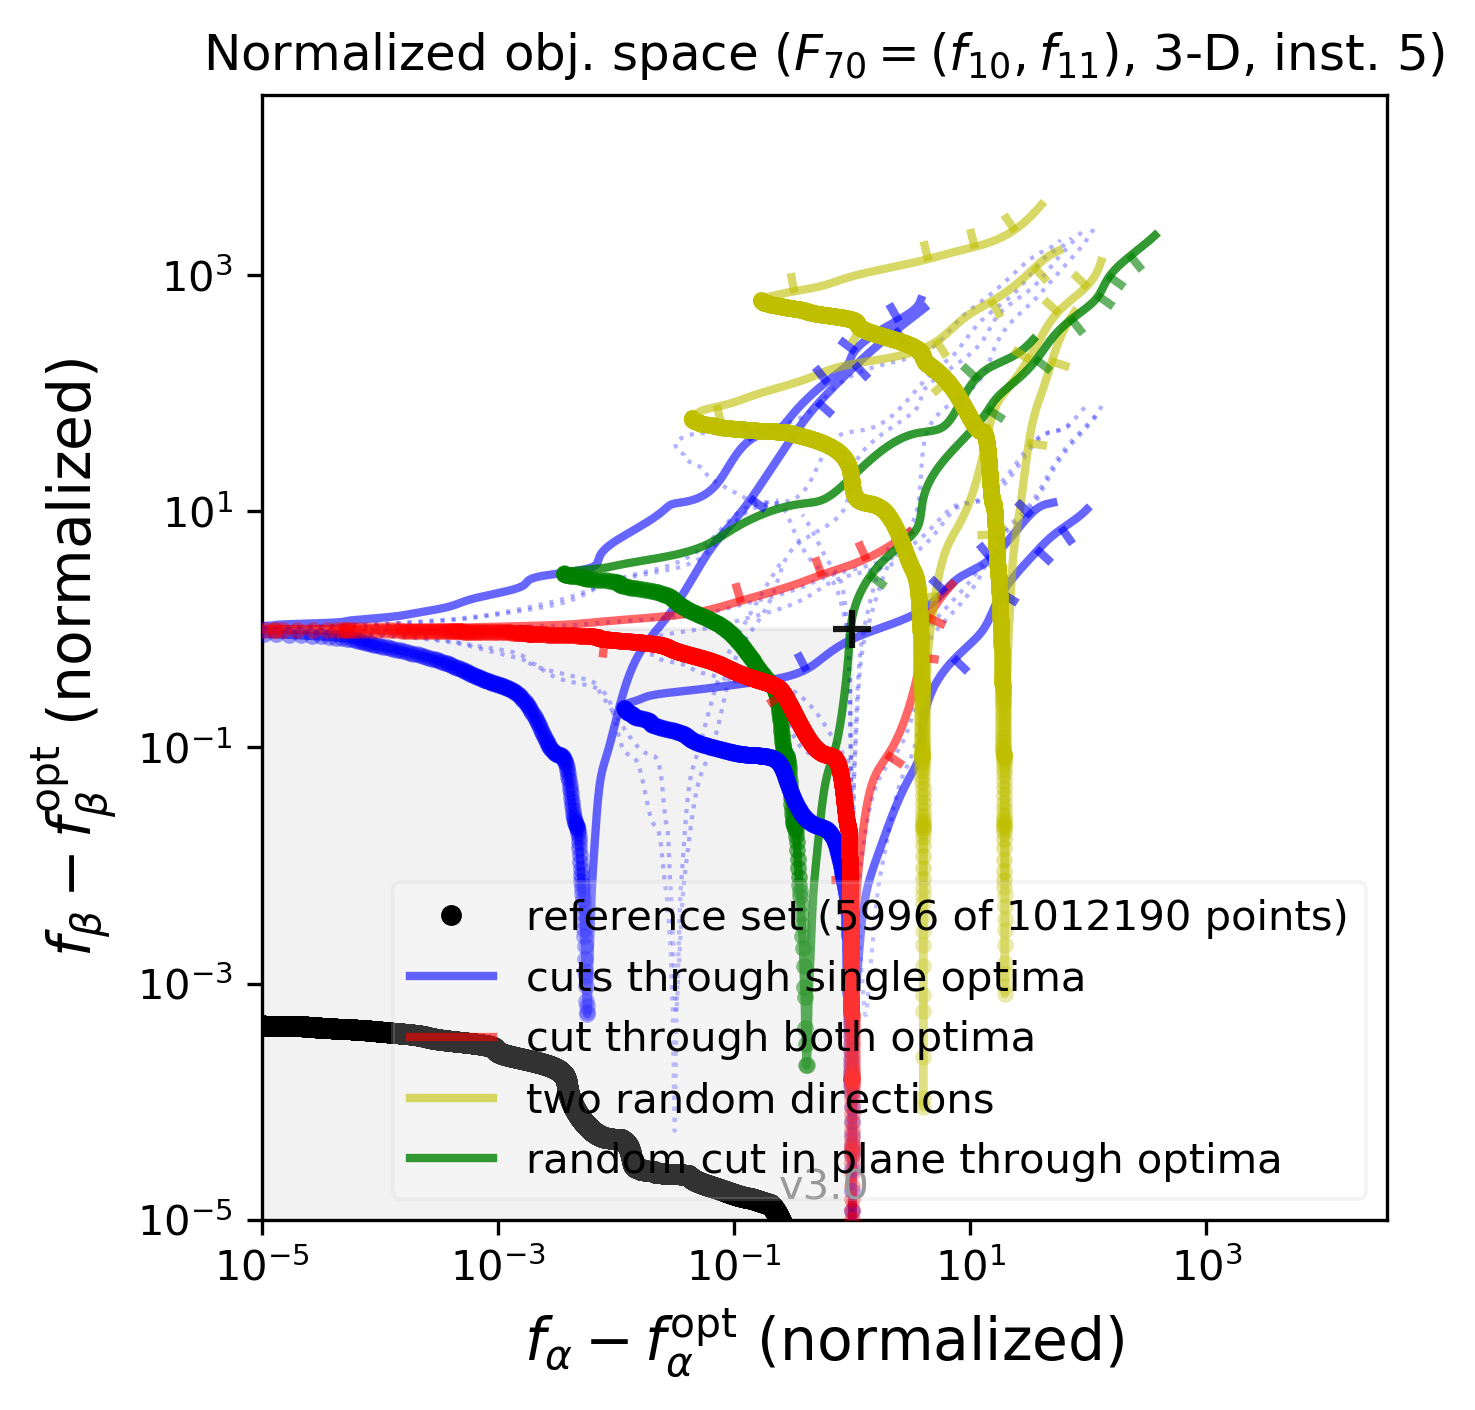 Normalized obj. space ($F_{70} = (f_{10}, f_{11})$, 3-D, inst. 5)
$f_\beta - f_\beta^{\mathrm{opt}}$ (normalized)
$10^3$
$10^1$
$10^{-1}$
$10^{-3}$
$10^{-5}$
reference set (5996 of 1012190 points)
cuts through single optima
cut through both optima
two random directions
random cut in plane through optima
v3.0
$10^{-5}$ $10^{-3}$ $10^{-1}$ $10^1$ $10^3$
$f_\alpha - f_\alpha^{\mathrm{opt}}$ (normalized)